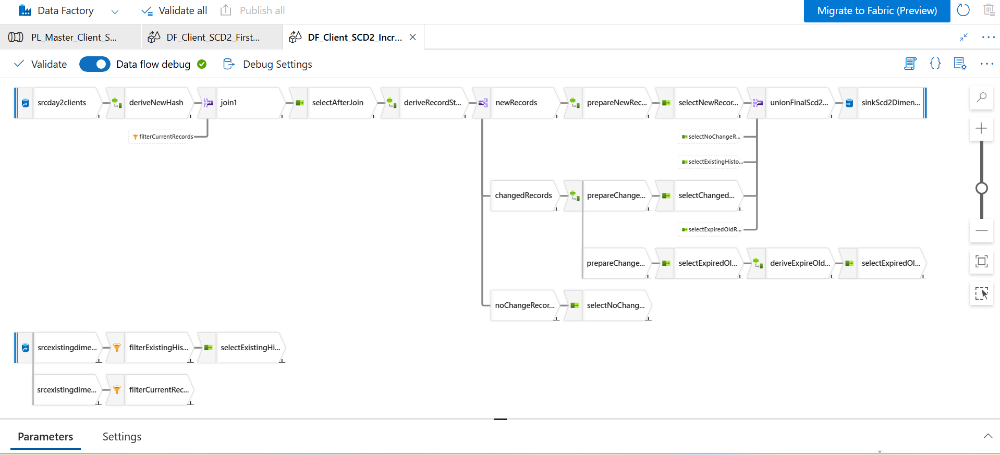 Data Factory
Validate all
Publish all
Migrate to Fabric (Preview)
PL_Master_Client_S...
DF_Client_SCD2_First...
DF_Client_SCD2_Incr...
Validate
Data flow debug
Debug Settings
srcday2clients
deriveNewHash
join1
selectAfterJoin
deriveRecordSt...
newRecords
prepareNewRec...
selectNewRecor...
unionFinalScd2...
sinkScd2Dimen...
filterCurrentRecords
selectNoChangeR...
selectExistingHisto...
changedRecords
prepareChange...
selectChanged...
selectExpiredOldR...
prepareChange...
selectExpiredOl...
deriveExpireOld...
selectExpiredOl...
noChangeRecor...
selectNoChang...
srcexistingdime...
filterExistingHis...
selectExistingHi...
srcexistingdime...
filterCurrentRec...
Parameters
Settings